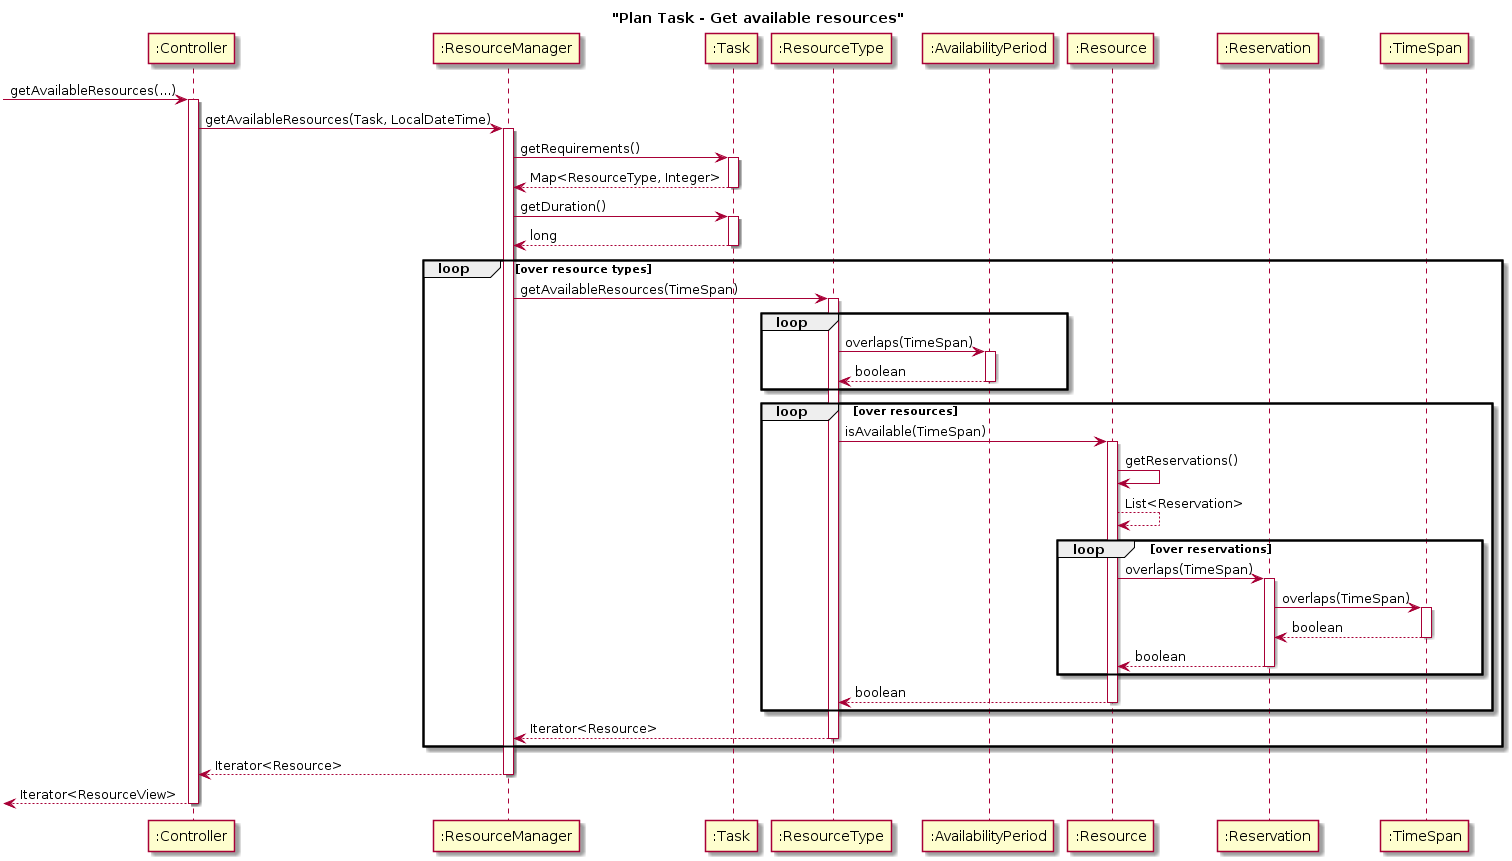 "Plan Task - Get available resources"
:Controller :ResourceManager :Task :ResourceType :AvailabilityPeriod :Resource :Reservation :TimeSpan
getAvailableResources(...)
getAvailableResources(Task, LocalDateTime)
getRequirements()
Map<ResourceType, Integer>
getDuration()
long
loop [over resource types]
getAvailableResources(TimeSpan)
loop
overlaps(TimeSpan)
boolean
loop [over resources]
isAvailable(TimeSpan)
getReservations()
List<Reservation>
loop [over reservations]
overlaps(TimeSpan)
overlaps(TimeSpan)
boolean
boolean
boolean
Iterator<Resource>
Iterator<Resource>
Iterator<ResourceView>
:Controller :ResourceManager :Task :ResourceType :AvailabilityPeriod :Resource :Reservation :TimeSpan